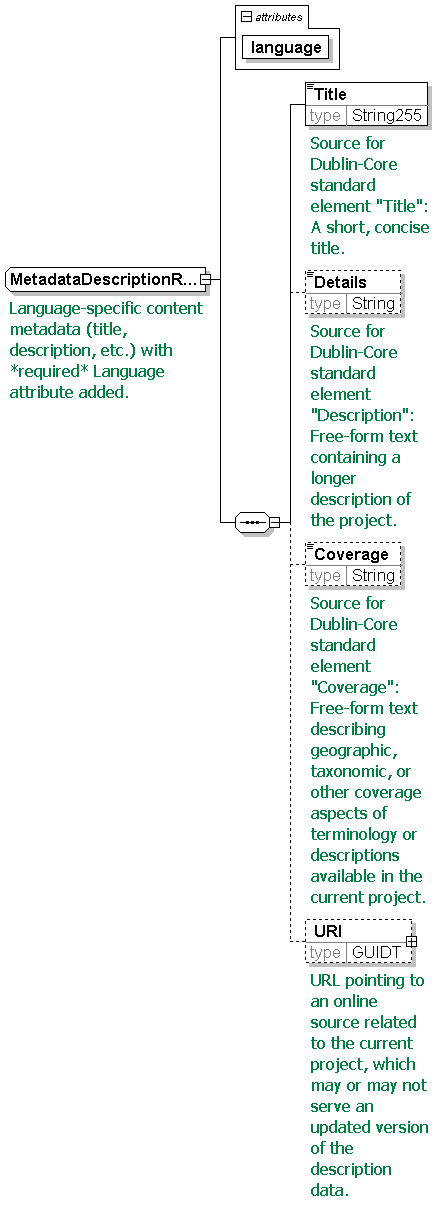 attributes
language
Title
type String255
Source for
Dublin-Core
standard
element "Title":
A short, concise
title.
MetadataDescriptionR...
Language-specific content
metadata (title,
description, etc.) with
*required* Language
attribute added.
Details
type String
Source for
Dublin-Core
standard
element
"Description":
Free-form text
containing a
longer
description of
the project.
Coverage
type String
Source for
Dublin-Core
standard
element
"Coverage":
Free-form text
describing
geographic,
taxonomic, or
other coverage
aspects of
terminology or
descriptions
available in the
current project.
URI
type GUIDT
URL pointing to
an online
source related
to the current
project, which
may or may not
serve an
updated version
of the
description
data.